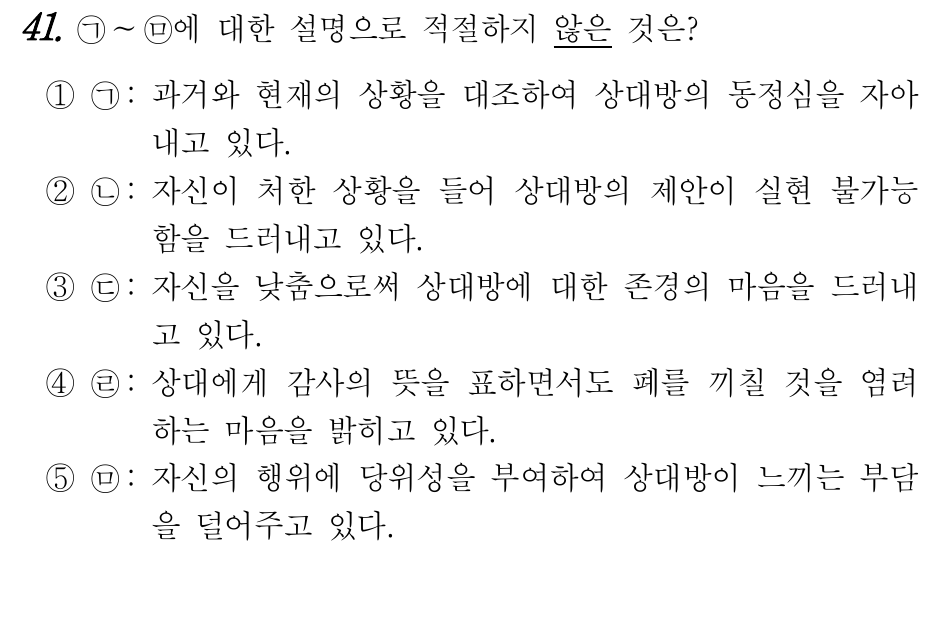 41. ㉠~㉤에 대한 설명으로 적절하지 않은 것은?
① ㉠: 과거와 현재의 상황을 대조하여 상대방의 동정심을 자아
내고 있다.
② ㉡: 자신이 처한 상황을 들어 상대방의 제안이 실현 불가능
함을 드러내고 있다.
③ ㉢: 자신을 낮춤으로써 상대방에 대한 존경의 마음을 드러내
고 있다.
④ ㉣: 상대에게 감사의 뜻을 표하면서도 폐를 끼칠 것을 염려
하는 마음을 밝히고 있다.
⑤ ㉤: 자신의 행위에 당위성을 부여하여 상대방이 느끼는 부담
을 덜어주고 있다.